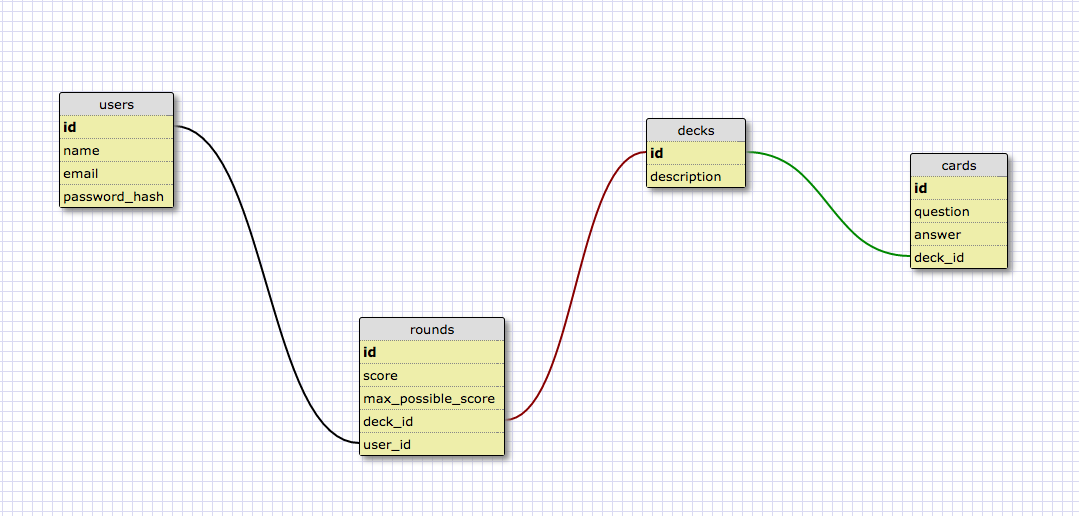 users
id
name
email
password_hash
decks
id
description
cards
id
question
answer
deck_id
rounds
id
score
max_possible_score
deck_id
user_id